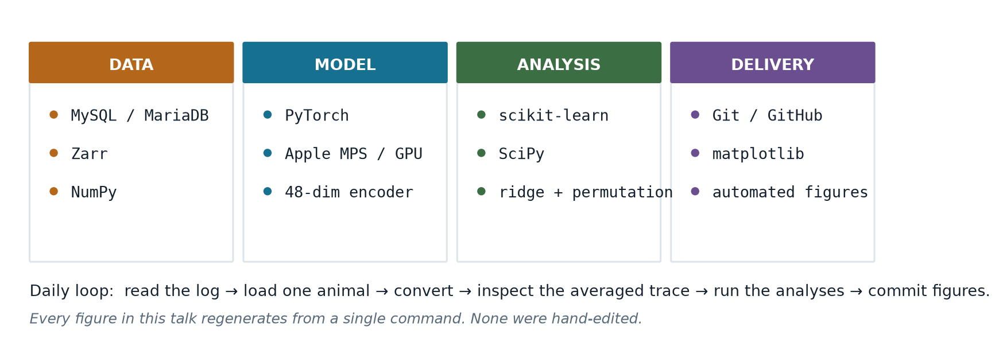 DATA
MySQL / MariaDB
Zarr
NumPy
MODEL
PyTorch
Apple MPS / GPU
48-dim encoder
ANALYSIS
scikit-learn
SciPy
ridge + permutation
DELIVERY
Git / GitHub
matplotlib
automated figures
Daily loop:  read the log → load one animal → convert → inspect the averaged trace → run the analyses → commit figures.
Every figure in this talk regenerates from a single command. None were hand-edited.